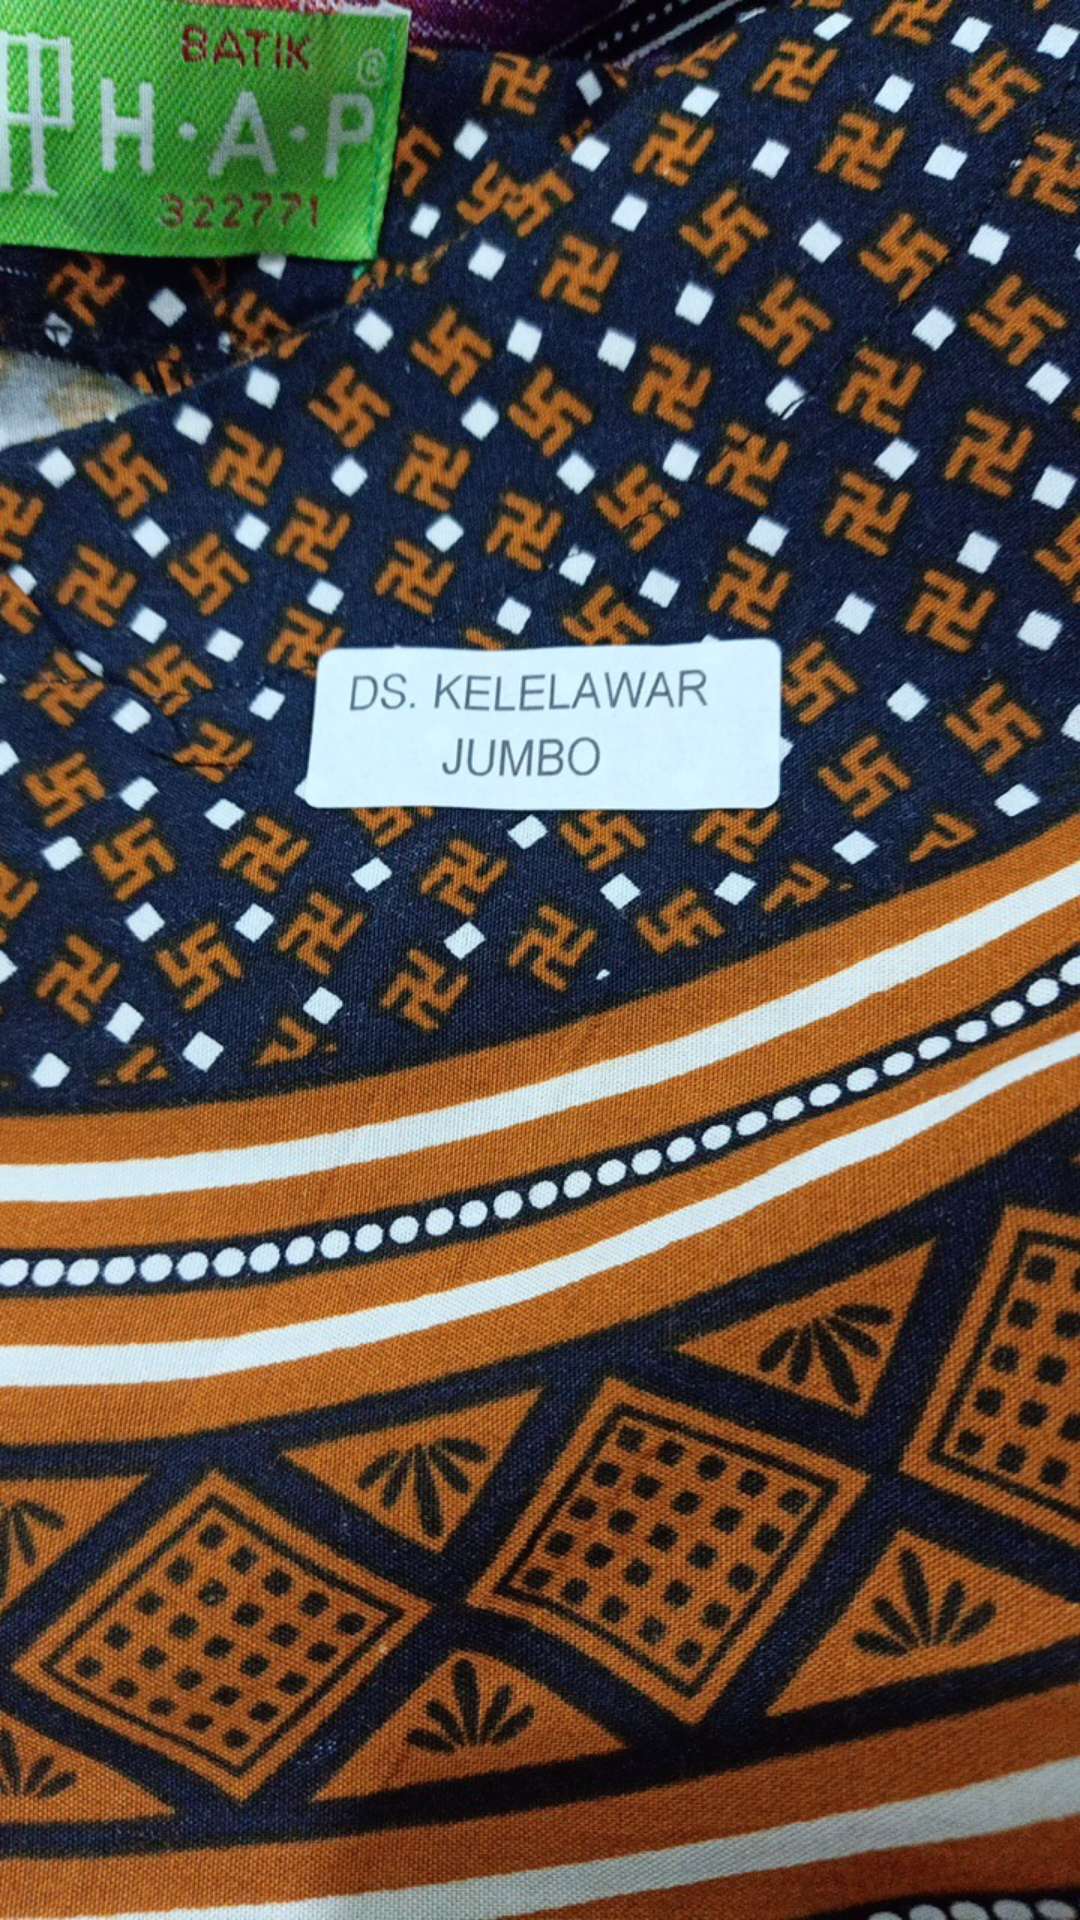 BATIK
H·A·P ©
322771
DS. KELELAWAR
JUMBO